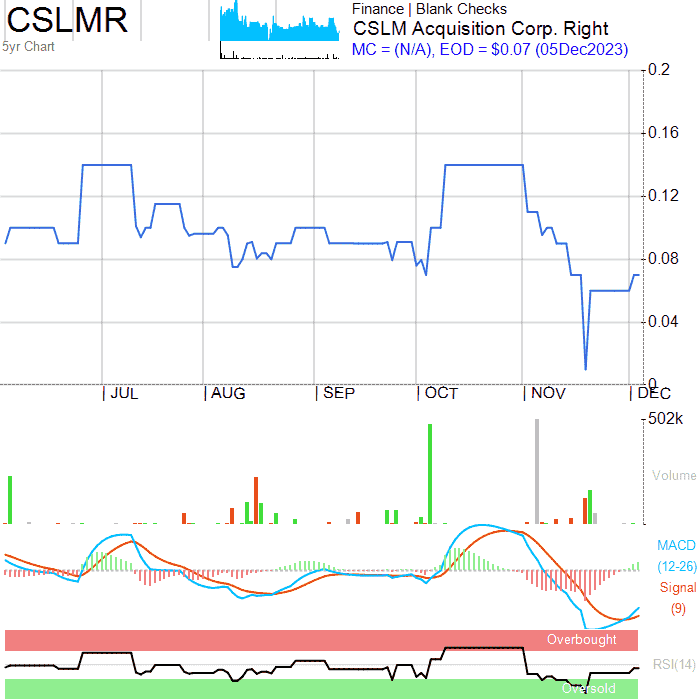 CSLMR
5yr Chart
Finance | Blank Checks
CSLM Acquisition Corp. Right
MC = (N/A), EOD = $0.07 (05Dec2023)
0.2
0.16
0.12
0.08
0.04
0
JUL AUG SEP OCT NOV DEC
502k
Volume
MACD
(12-26)
Signal
(9)
Overbought
RSI(14)
Oversold